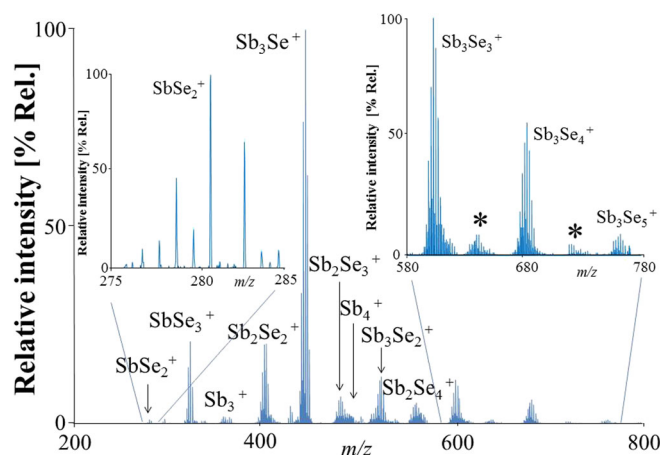 100
Relative intensity [% Rel.]
50
0
200
400
600
800
m/z
Sb₃Se⁺
SbSe₂⁺
SbSe₃⁺
Sb₃⁺
Sb₂Se₂⁺
Sb₂Se₃⁺
Sb₄⁺
Sb₃Se₂⁺
Sb₂Se₄⁺
100
Relative intensity [% Rel.]
50
0
275
280
285
m/z
SbSe₂⁺
100
Relative intensity [% Rel.]
50
0
580
680
780
m/z
Sb₃Se₃⁺
*
Sb₃Se₄⁺
*
Sb₃Se₅⁺